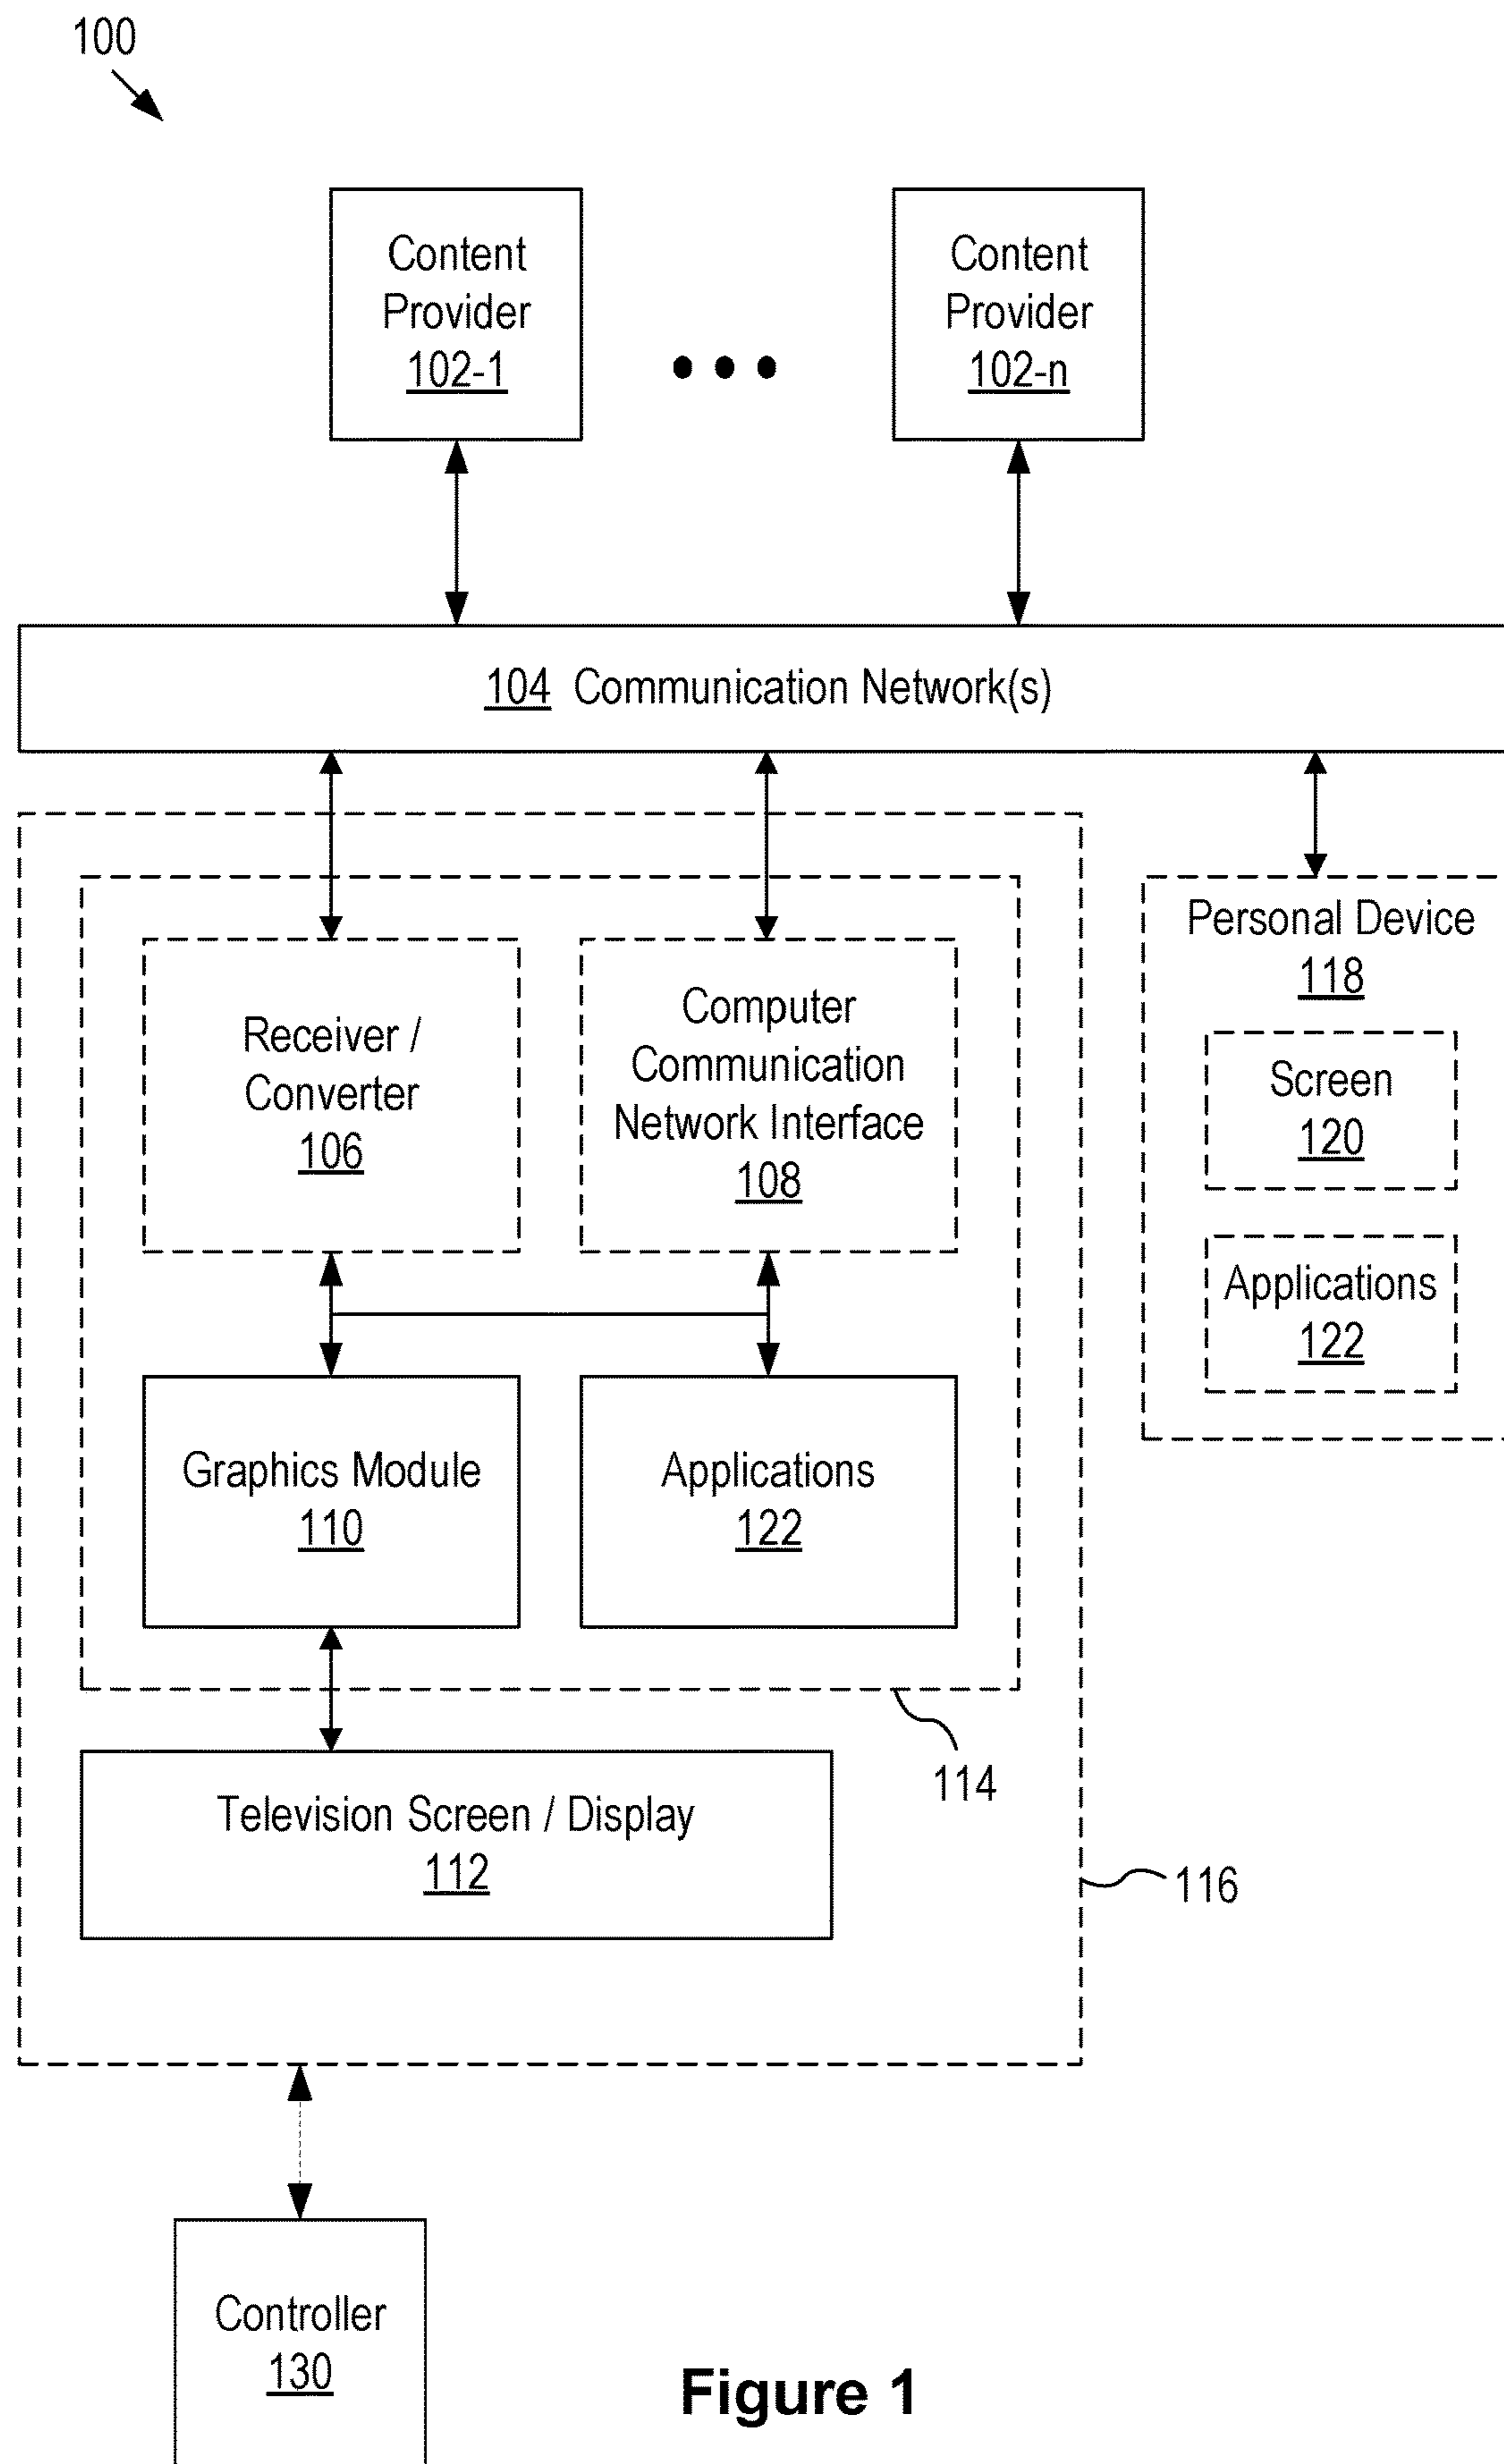 100
Content
Provider
102-1
Content
Provider
102-n
104 Communication Network(s)
Receiver /
Converter
106
Computer
Communication
Network Interface
108
Personal Device
118
Screen
120
Applications
122
Graphics Module
110
Applications
122
114
Television Screen / Display
112
116
Controller
130
Figure 1